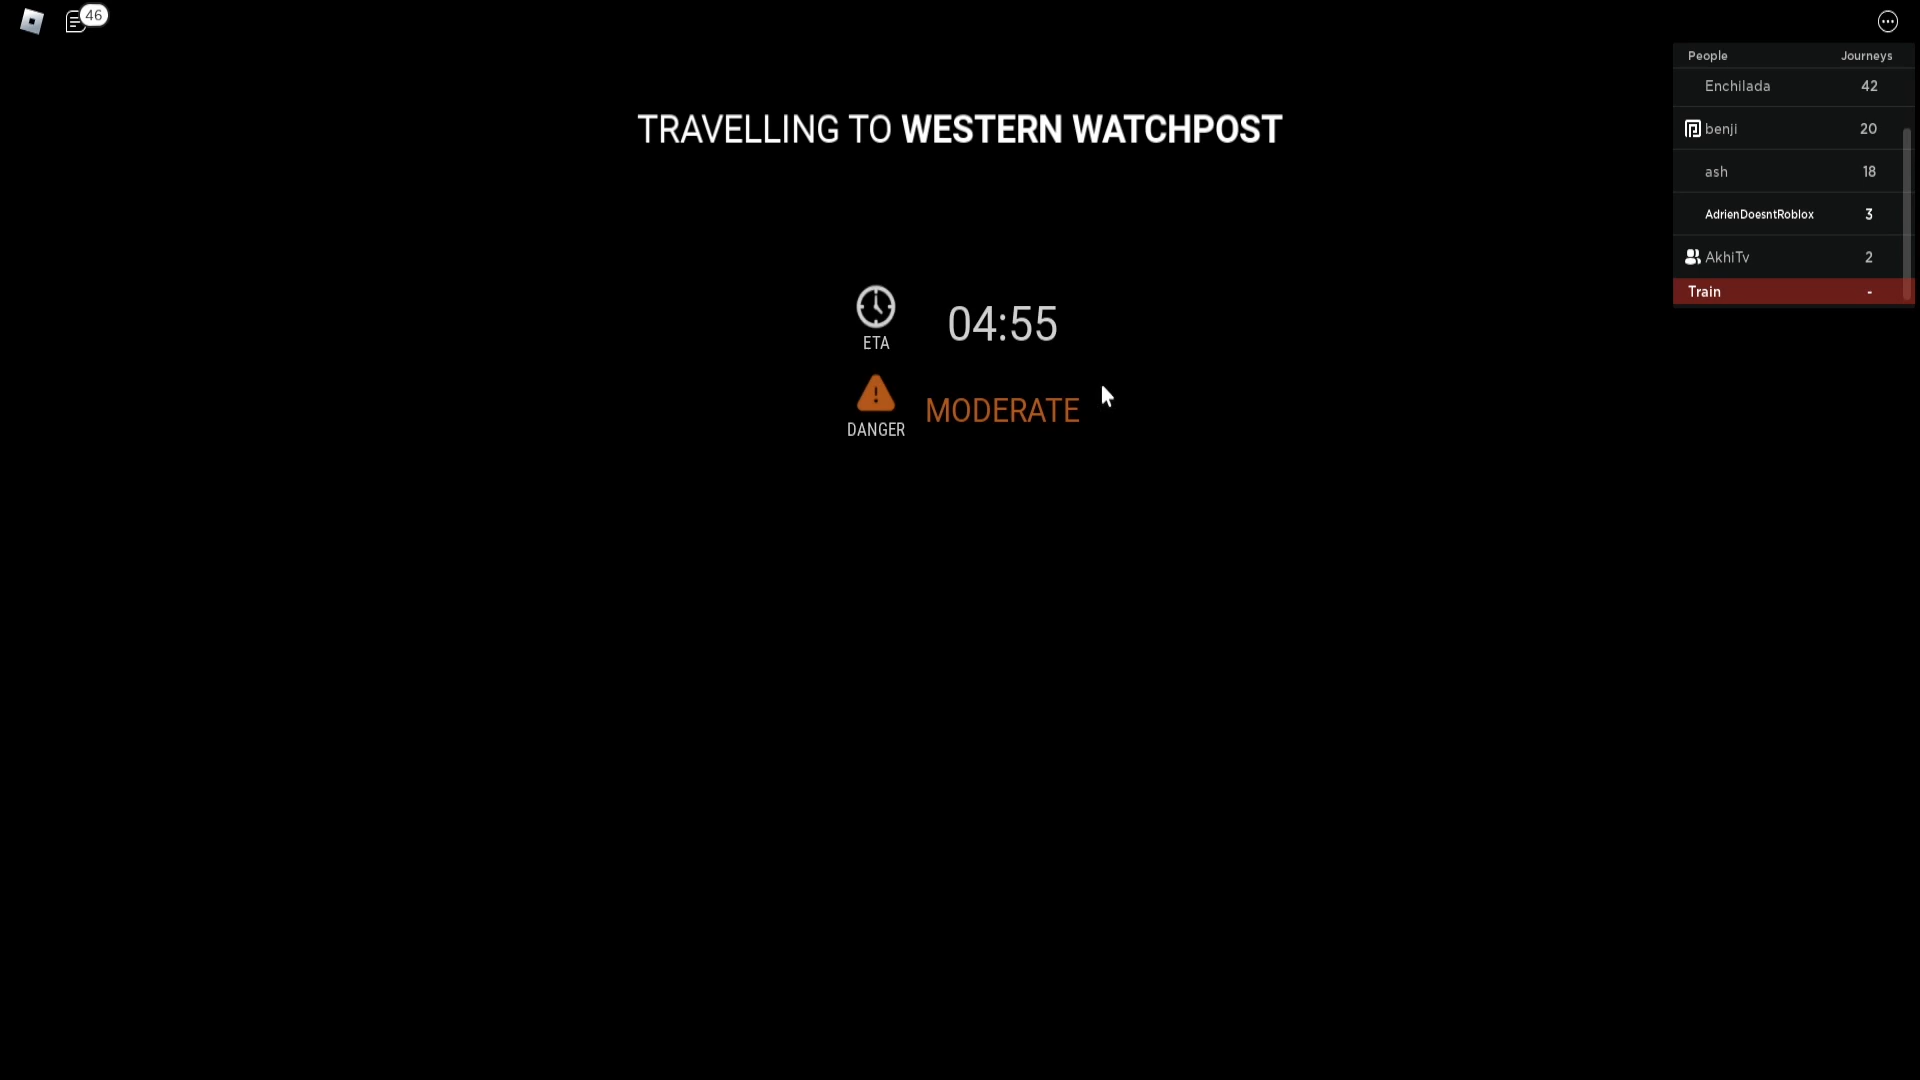 46
People Journeys
Enchilada 42
benji 20
ash 18
AdrienDoesntRoblox 3
AkhiTv 2
Train -
TRAVELLING TO WESTERN WATCHPOST
ETA 04:55
DANGER MODERATE